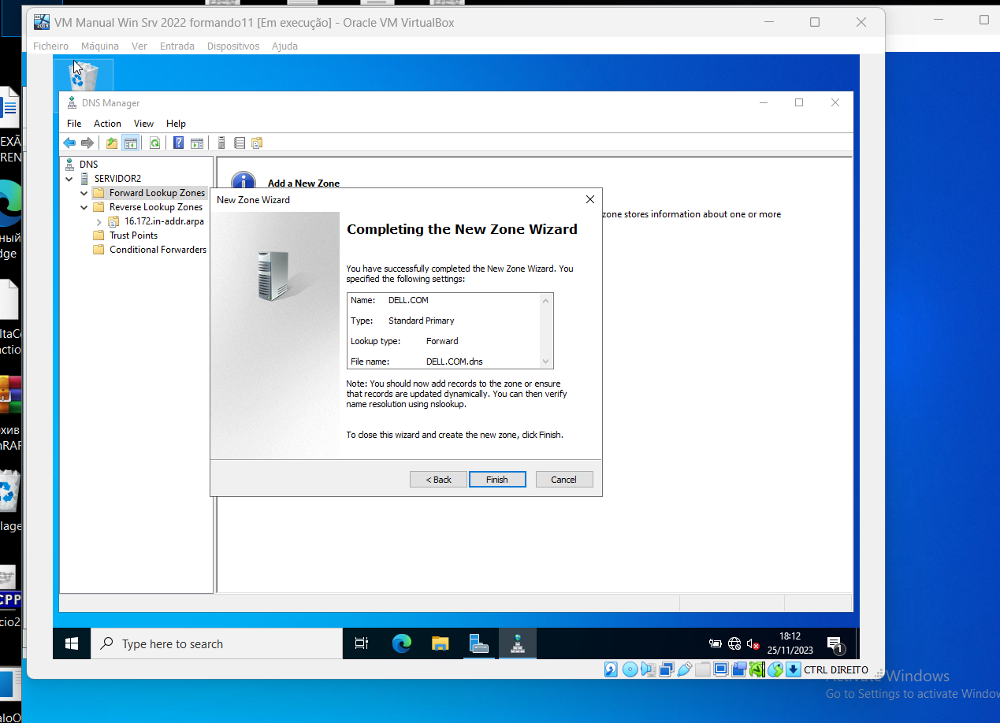 VM Manual Win Srv 2022 formando11 [Em execução] - Oracle VM VirtualBox
Ficheiro Máquina Ver Entrada Dispositivos Ajuda
DNS Manager
File Action View Help
DNS
SERVIDOR2
Forward Lookup Zones
Reverse Lookup Zones
16.172.in-addr.arpa
Trust Points
Conditional Forwarders
Add a New Zone
zone stores information about one or more
New Zone Wizard
Completing the New Zone Wizard
You have successfully completed the New Zone Wizard. You
specified the following settings:
Name: DELL.COM
Type: Standard Primary
Lookup type: Forward
File name: DELL.COM.dns
Note: You should now add records to the zone or ensure
that records are updated dynamically. You can then verify
name resolution using nslookup.
To close this wizard and create the new zone, click Finish.
< Back Finish Cancel
Type here to search
18:12
25/11/2023
1
CTRL DIREITO
Activate Windows
Go to Settings to activate Window
EXÃ
REN
ный
dge
ltaC
nctio
хив
nRAF
lage
CPP
cio2
aloO
2019